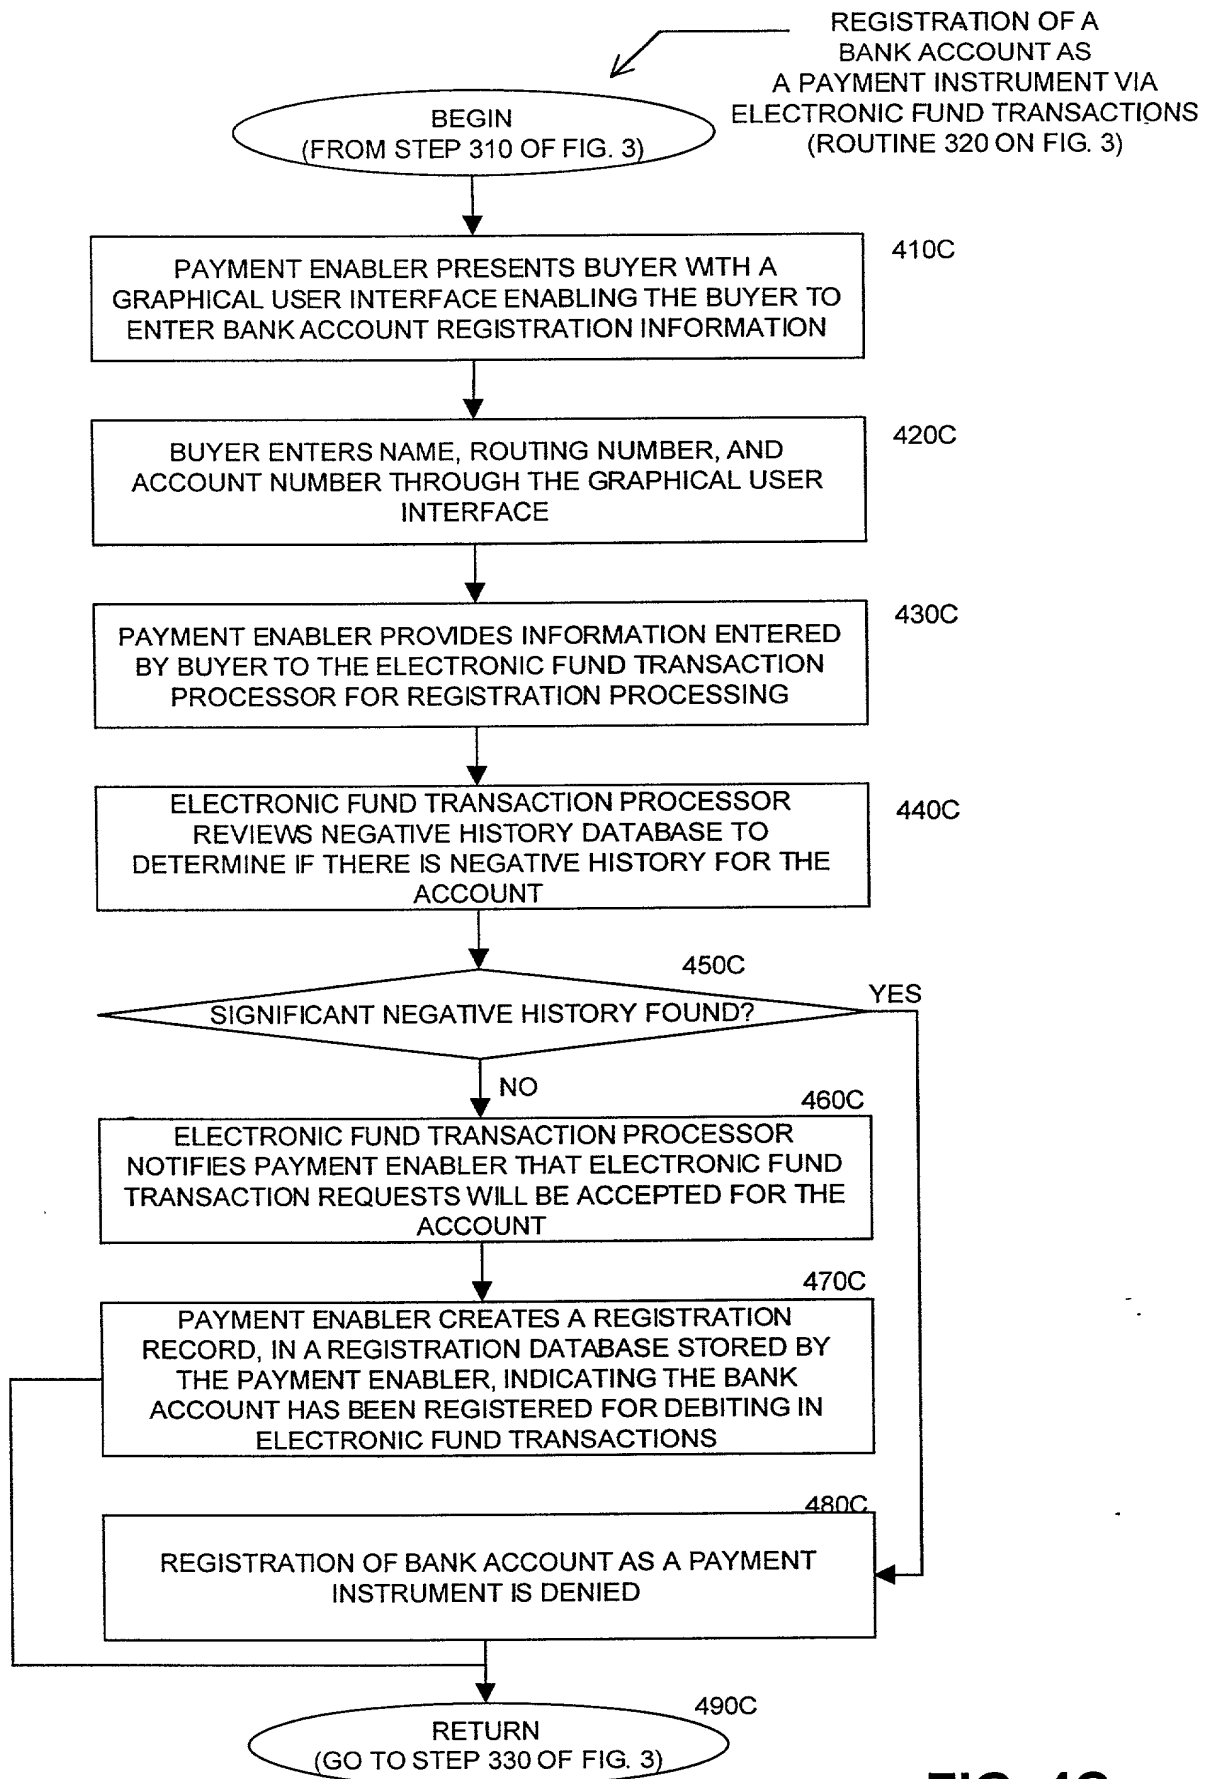 REGISTRATION OF A
BANK ACCOUNT AS
A PAYMENT INSTRUMENT VIA
ELECTRONIC FUND TRANSACTIONS
(ROUTINE 320 ON FIG. 3)
BEGIN
(FROM STEP 310 OF FIG. 3)
410C
PAYMENT ENABLER PRESENTS BUYER WITH A
GRAPHICAL USER INTERFACE ENABLING THE BUYER TO
ENTER BANK ACCOUNT REGISTRATION INFORMATION
420C
BUYER ENTERS NAME, ROUTING NUMBER, AND
ACCOUNT NUMBER THROUGH THE GRAPHICAL USER
INTERFACE
430C
PAYMENT ENABLER PROVIDES INFORMATION ENTERED
BY BUYER TO THE ELECTRONIC FUND TRANSACTION
PROCESSOR FOR REGISTRATION PROCESSING
440C
ELECTRONIC FUND TRANSACTION PROCESSOR
REVIEWS NEGATIVE HISTORY DATABASE TO
DETERMINE IF THERE IS NEGATIVE HISTORY FOR THE
ACCOUNT
450C
YES
SIGNIFICANT NEGATIVE HISTORY FOUND?
NO
460C
ELECTRONIC FUND TRANSACTION PROCESSOR
NOTIFIES PAYMENT ENABLER THAT ELECTRONIC FUND
TRANSACTION REQUESTS WILL BE ACCEPTED FOR THE
ACCOUNT
470C
PAYMENT ENABLER CREATES A REGISTRATION
RECORD, IN A REGISTRATION DATABASE STORED BY
THE PAYMENT ENABLER, INDICATING THE BANK
ACCOUNT HAS BEEN REGISTERED FOR DEBITING IN
ELECTRONIC FUND TRANSACTIONS
480C
REGISTRATION OF BANK ACCOUNT AS A PAYMENT
INSTRUMENT IS DENIED
490C
RETURN
(GO TO STEP 330 OF FIG. 3)